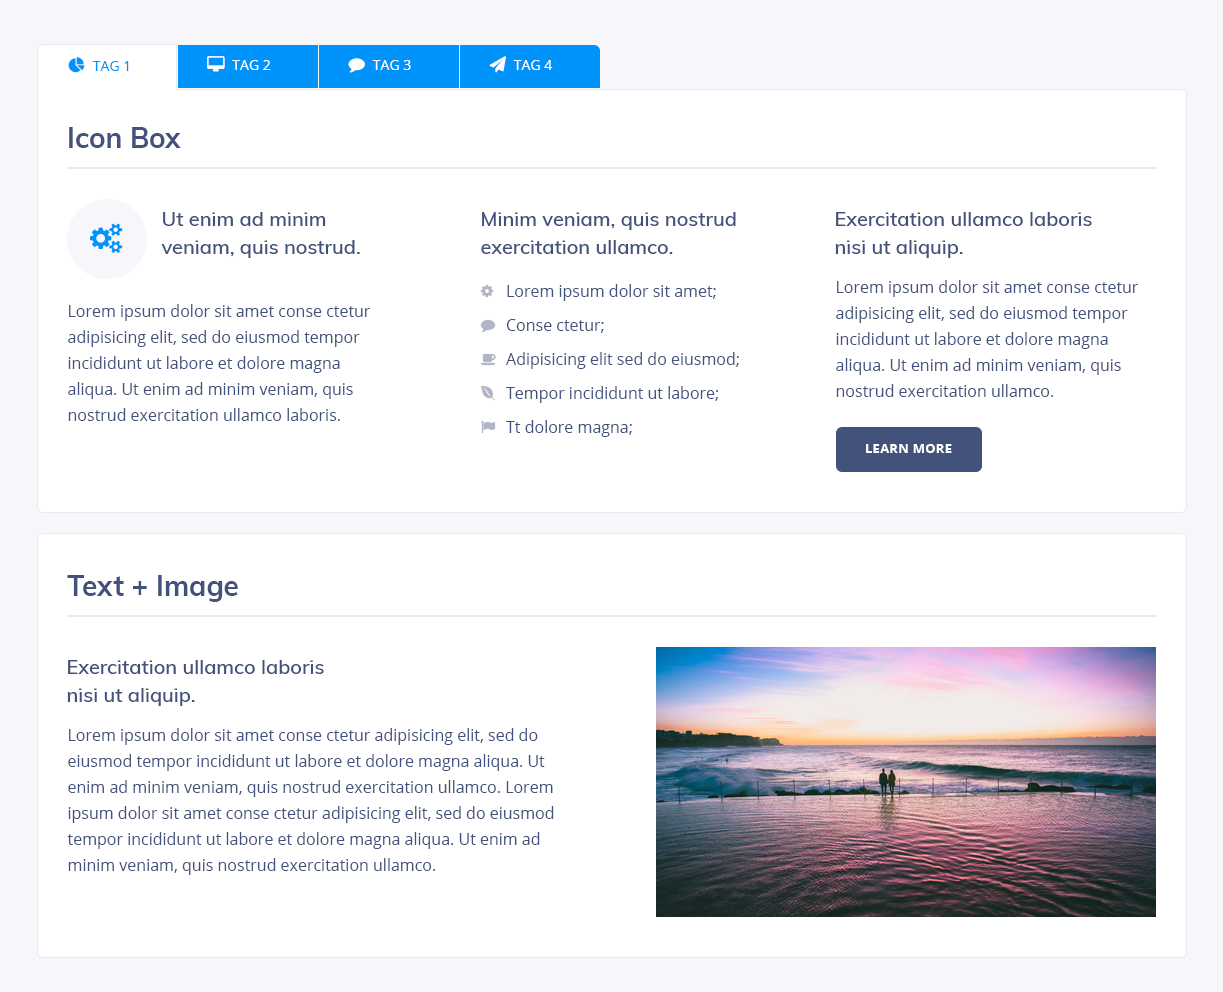 TAG 1
TAG 2
TAG 3
TAG 4
Icon Box
Ut enim ad minim
veniam, quis nostrud.
Lorem ipsum dolor sit amet conse ctetur
adipisicing elit, sed do eiusmod tempor
incididunt ut labore et dolore magna
aliqua. Ut enim ad minim veniam, quis
nostrud exercitation ullamco laboris.
Minim veniam, quis nostrud
exercitation ullamco.
Lorem ipsum dolor sit amet;
Conse ctetur;
Adipisicing elit sed do eiusmod;
Tempor incididunt ut labore;
Tt dolore magna;
Exercitation ullamco laboris
nisi ut aliquip.
Lorem ipsum dolor sit amet conse ctetur
adipisicing elit, sed do eiusmod tempor
incididunt ut labore et dolore magna
aliqua. Ut enim ad minim veniam, quis
nostrud exercitation ullamco.
LEARN MORE
Text + Image
Exercitation ullamco laboris
nisi ut aliquip.
Lorem ipsum dolor sit amet conse ctetur adipisicing elit, sed do
eiusmod tempor incididunt ut labore et dolore magna aliqua. Ut
enim ad minim veniam, quis nostrud exercitation ullamco. Lorem
ipsum dolor sit amet conse ctetur adipisicing elit, sed do eiusmod
tempor incididunt ut labore et dolore magna aliqua. Ut enim ad
minim veniam, quis nostrud exercitation ullamco.